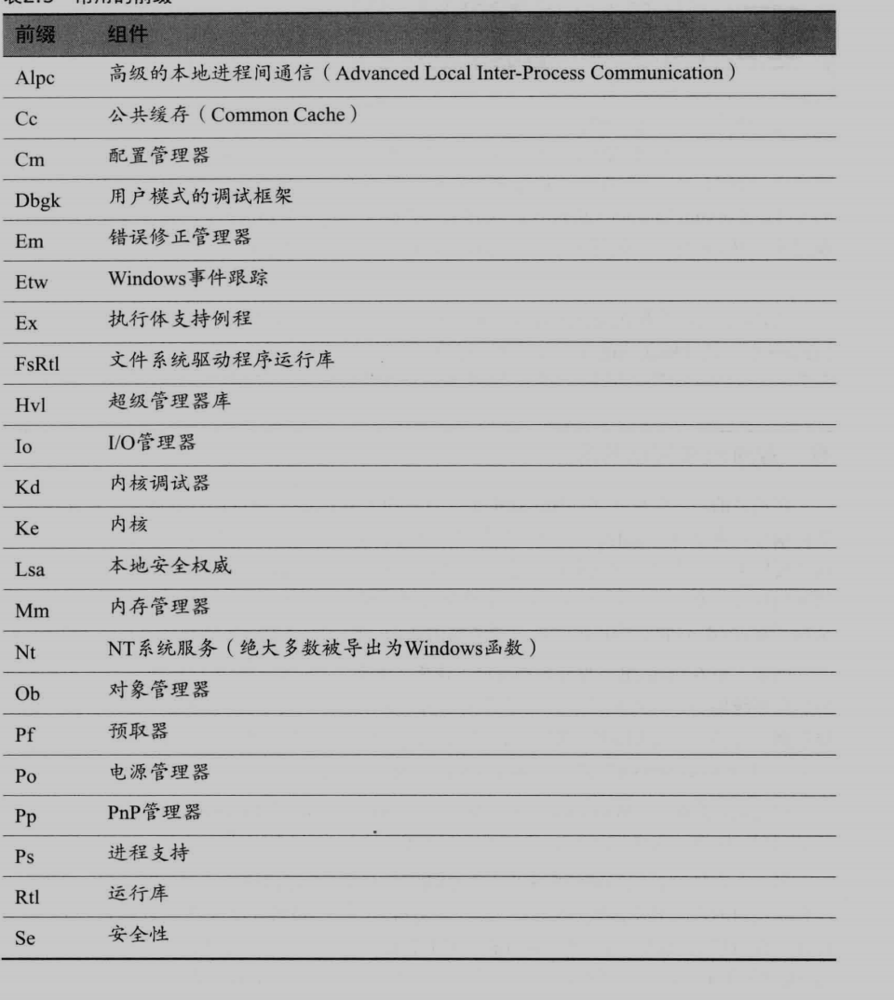 表2.5 常用的前缀
前缀 组件
Alpc 高级的本地进程间通信（Advanced Local Inter-Process Communication）
Cc 公共缓存（Common Cache）
Cm 配置管理器
Dbgk 用户模式的调试框架
Em 错误修正管理器
Etw Windows事件跟踪
Ex 执行体支持例程
FsRtl 文件系统驱动程序运行库
Hvl 超级管理器库
Io I/O管理器
Kd 内核调试器
Ke 内核
Lsa 本地安全权威
Mm 内存管理器
Nt NT系统服务（绝大多数被导出为Windows函数）
Ob 对象管理器
Pf 预取器
Po 电源管理器
Pp PnP管理器
Ps 进程支持
Rtl 运行库
Se 安全性